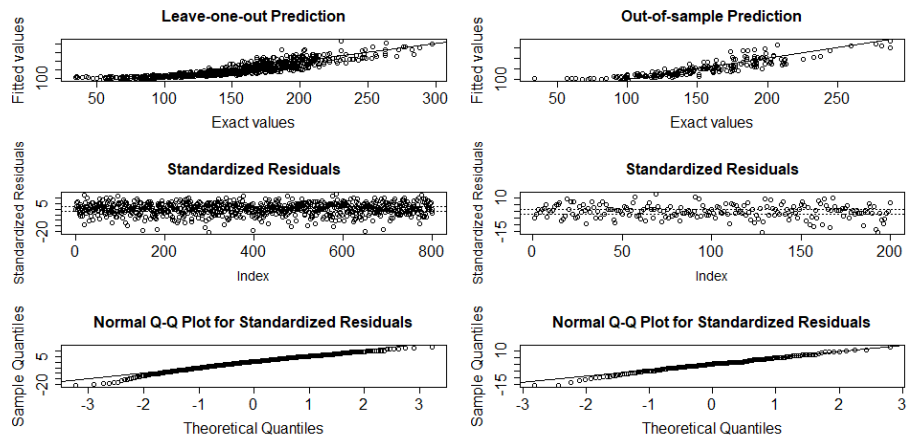 Leave-one-out Prediction
Fitted values
100
50 100 150 200 250 300
Exact values
Out-of-sample Prediction
Fitted values
100
50 100 150 200 250
Exact values
Standardized Residuals
Standardized Residuals
-20 5
0 200 400 600 800
Index
Standardized Residuals
Standardized Residuals
-15 10
0 50 100 150 200
Index
Normal Q-Q Plot for Standardized Residuals
Sample Quantiles
-20 5
-3 -2 -1 0 1 2 3
Theoretical Quantiles
Normal Q-Q Plot for Standardized Residuals
Sample Quantiles
-15 10
-3 -2 -1 0 1 2 3
Theoretical Quantiles